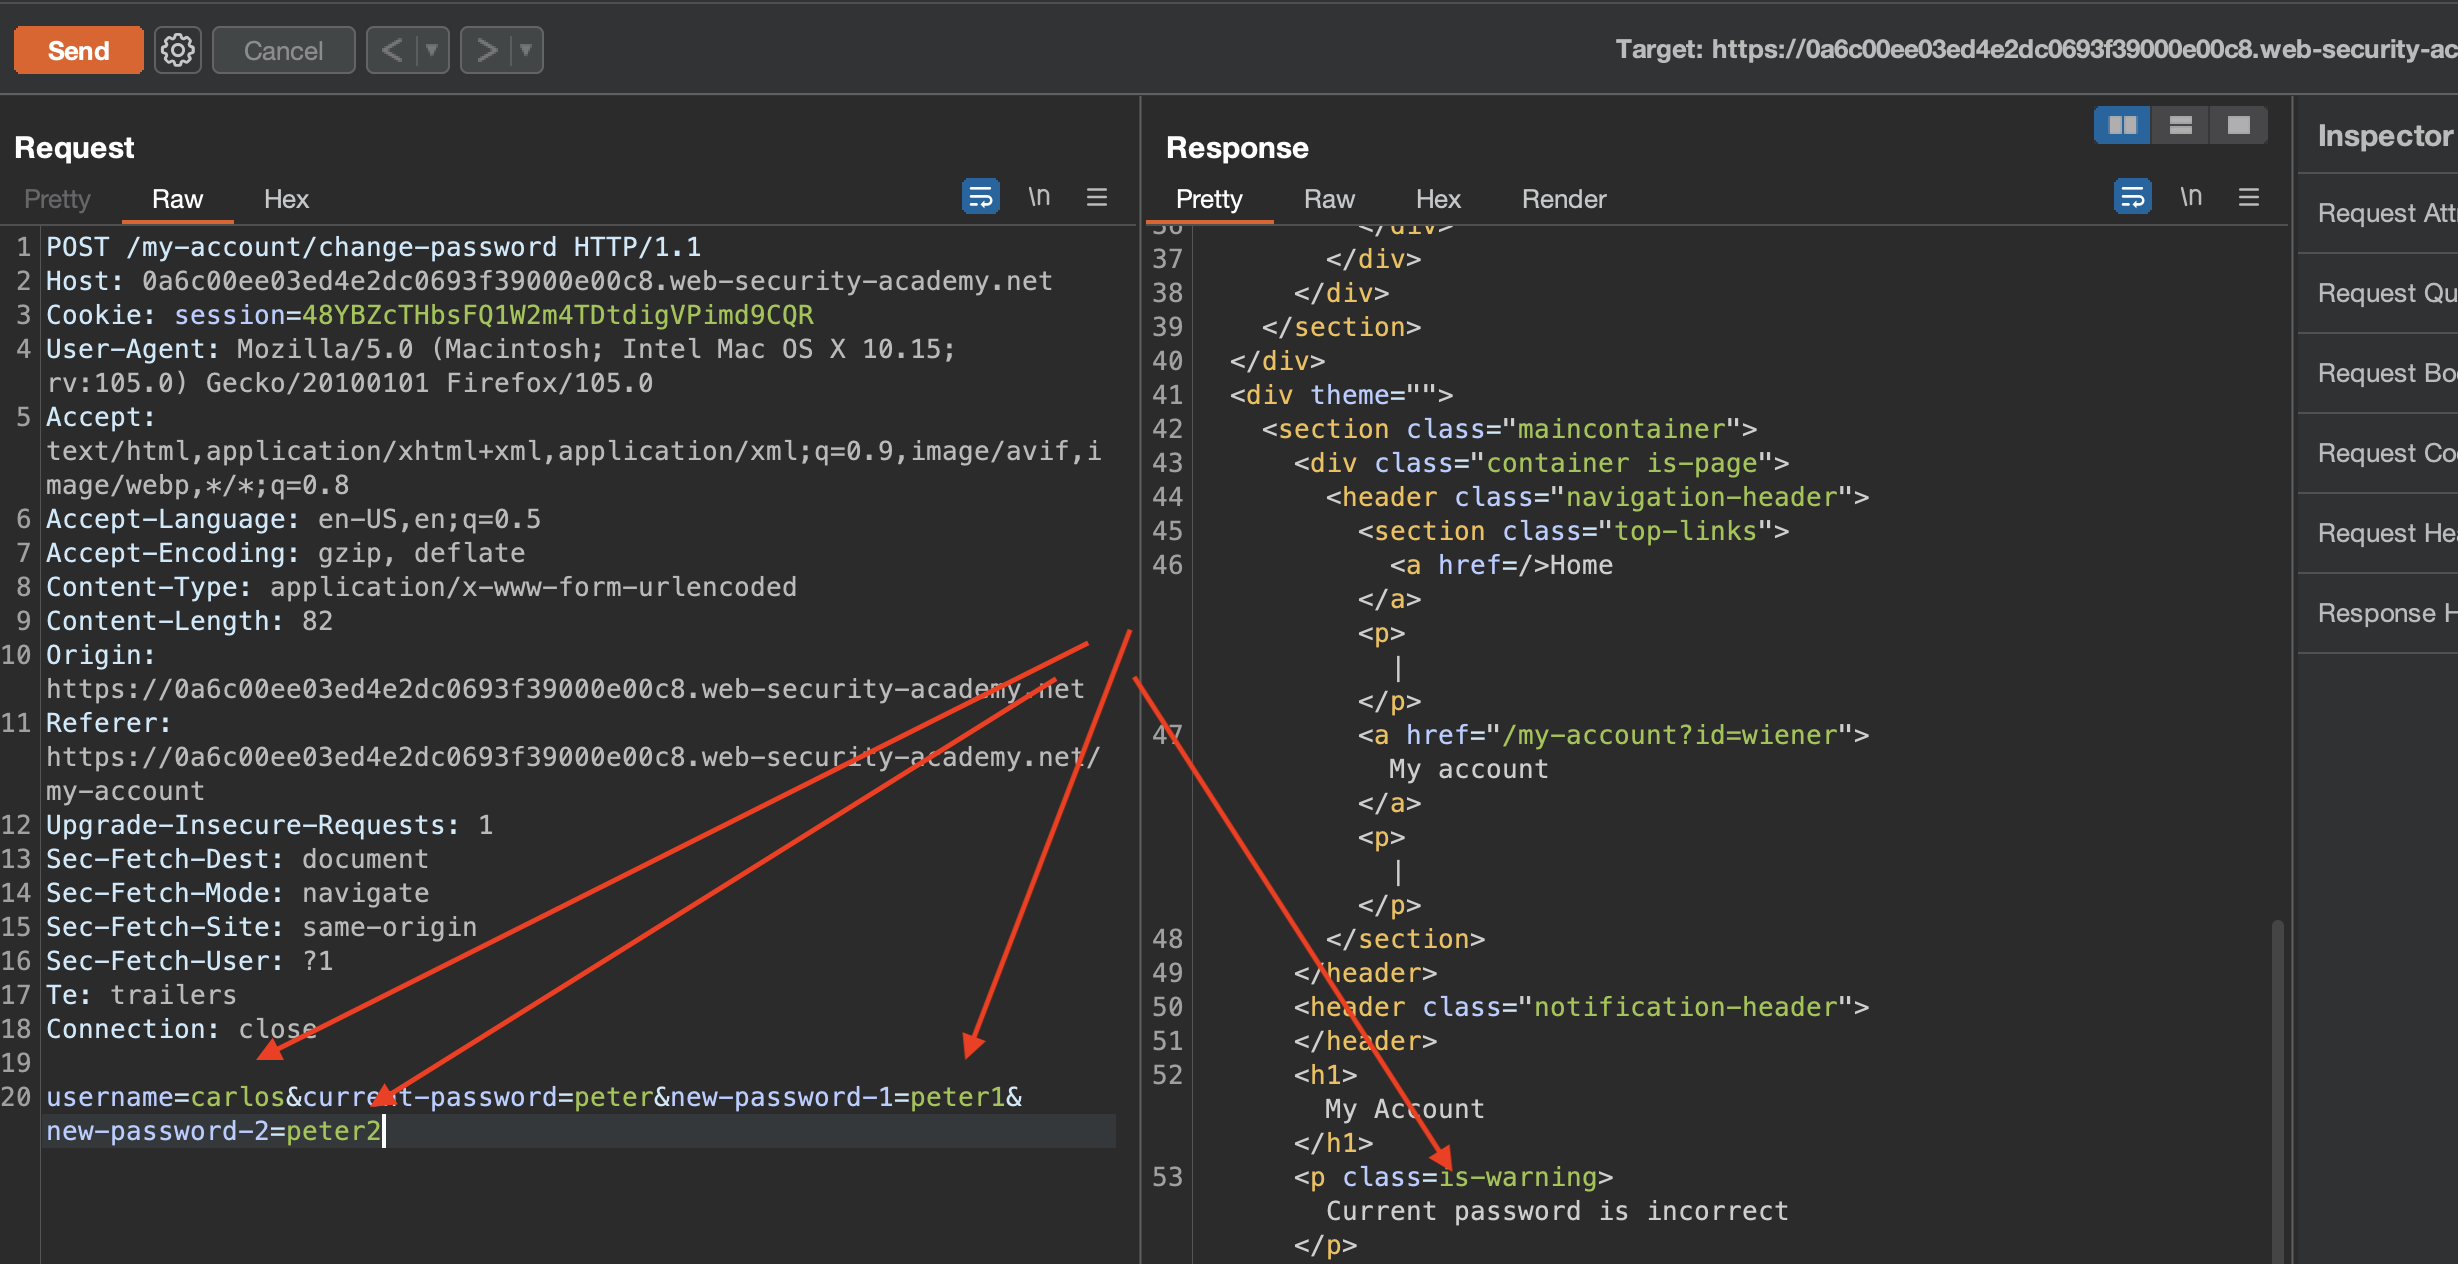 Send
Cancel
Target: https://0a6c00ee03ed4e2dc0693f39000e00c8.web-security-ac
Request
Pretty Raw Hex
\n
1 POST /my-account/change-password HTTP/1.1
2 Host: 0a6c00ee03ed4e2dc0693f39000e00c8.web-security-academy.net
3 Cookie: session=48YBZcTHbsFQ1W2m4TDtdigVPimd9CQR
4 User-Agent: Mozilla/5.0 (Macintosh; Intel Mac OS X 10.15;
rv:105.0) Gecko/20100101 Firefox/105.0
5 Accept:
text/html,application/xhtml+xml,application/xml;q=0.9,image/avif,i
mage/webp,*/*;q=0.8
6 Accept-Language: en-US,en;q=0.5
7 Accept-Encoding: gzip, deflate
8 Content-Type: application/x-www-form-urlencoded
9 Content-Length: 82
10 Origin:
https://0a6c00ee03ed4e2dc0693f39000e00c8.web-security-academy.net
11 Referer:
https://0a6c00ee03ed4e2dc0693f39000e00c8.web-security-academy.net/
my-account
12 Upgrade-Insecure-Requests: 1
13 Sec-Fetch-Dest: document
14 Sec-Fetch-Mode: navigate
15 Sec-Fetch-Site: same-origin
16 Sec-Fetch-User: ?1
17 Te: trailers
18 Connection: close
19
20 username=carlos&current-password=peter&new-password-1=peter1&
new-password-2=peter2
Response
Pretty Raw Hex Render
\n
36 </div>
37 </div>
38 </div>
39 </section>
40 </div>
41 <div theme="">
42 <section class="maincontainer">
43 <div class="container is-page">
44 <header class="navigation-header">
45 <section class="top-links">
46 <a href=/>Home
</a>
<p>
|
</p>
47 <a href="/my-account?id=wiener">
My account
</a>
<p>
|
</p>
48 </section>
49 </header>
50 <header class="notification-header">
51 </header>
52 <h1>
My Account
</h1>
53 <p class=is-warning>
Current password is incorrect
</p>
Inspector
Request Att
Request Qu
Request Bo
Request Co
Request Hea
Response H